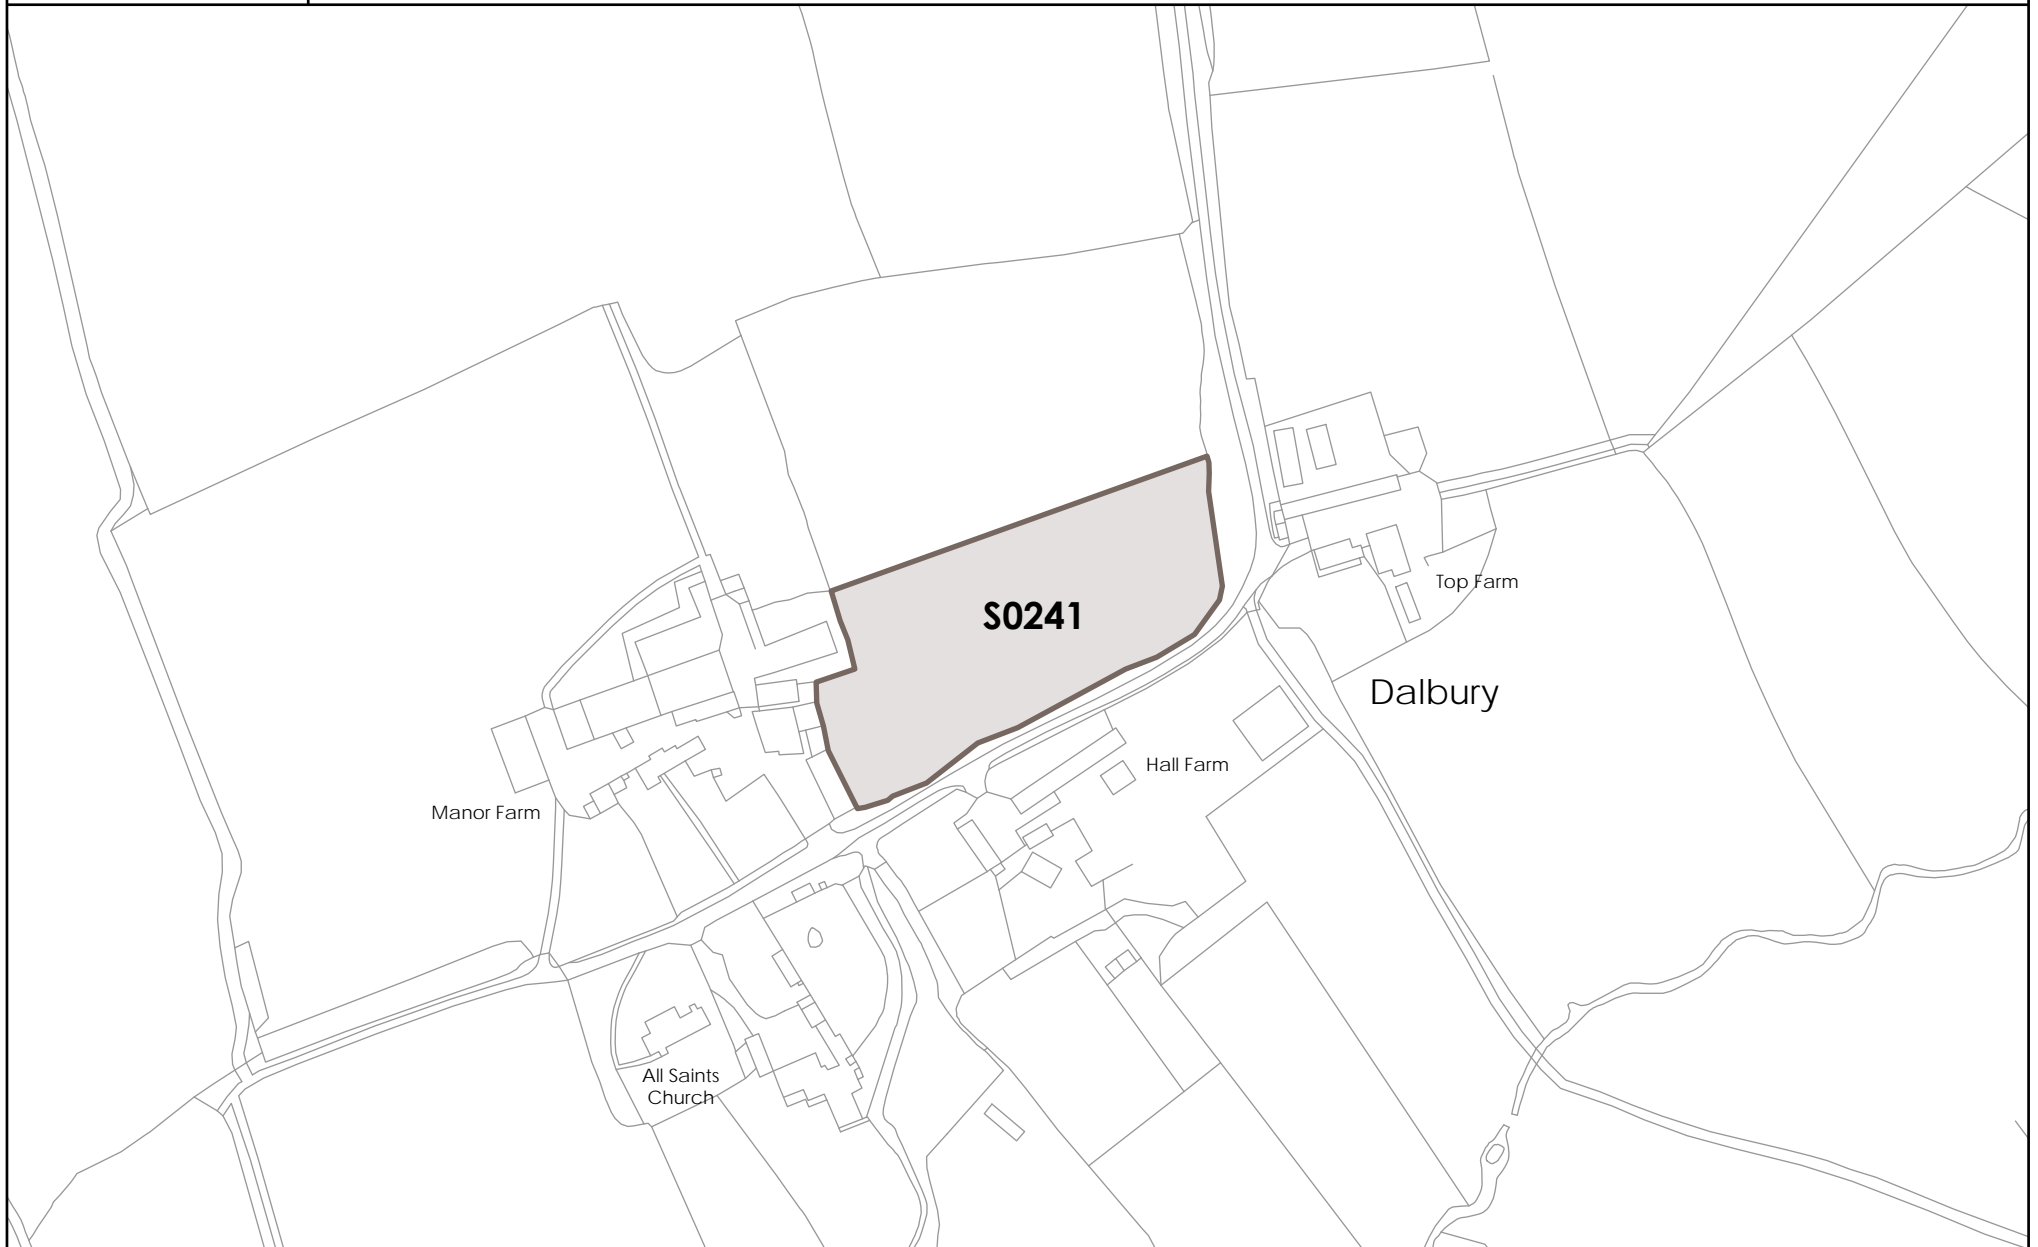 Top Farm
S0241
Dalbury
Hall Farm
Manor Farm
All Saints
Church